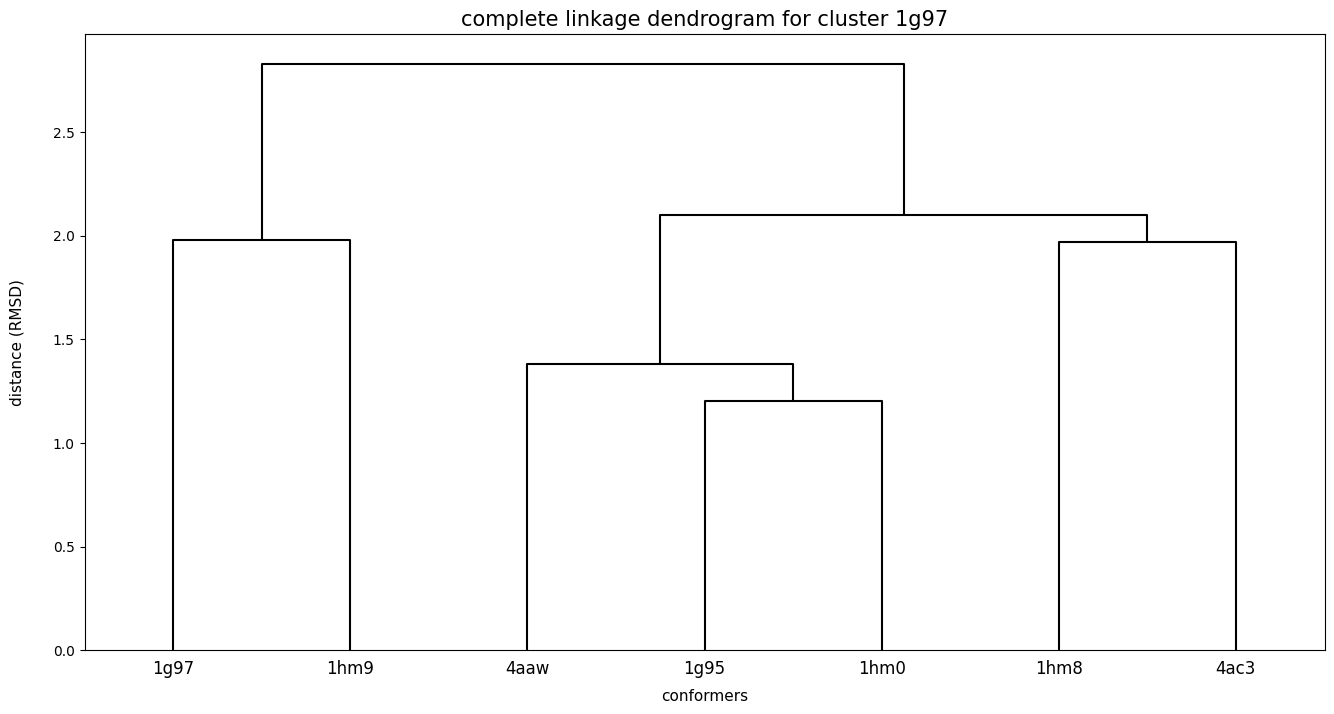 complete linkage dendrogram for cluster 1g97
distance (RMSD)
2.5
2.0
1.5
1.0
0.5
0.0
1g97 1hm9 4aaw 1g95 1hm0 1hm8 4ac3
conformers